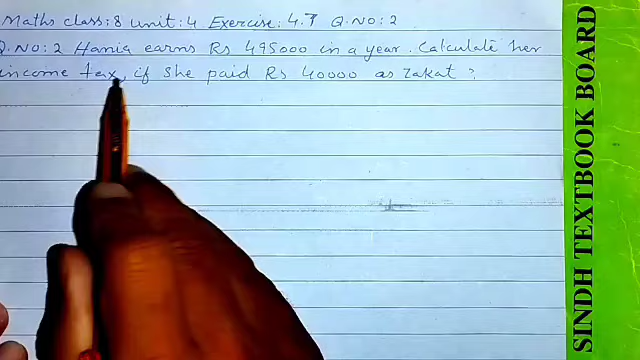 Maths class: 8 Unit: 4 Exercise: 4.7 Q.NO: 2
Q.NO: 2 Hania earns Rs 495000 in a year. Calculate her
income tax, if she paid Rs 40000 as zakat?
SINDH TEXTBOOK BOARD